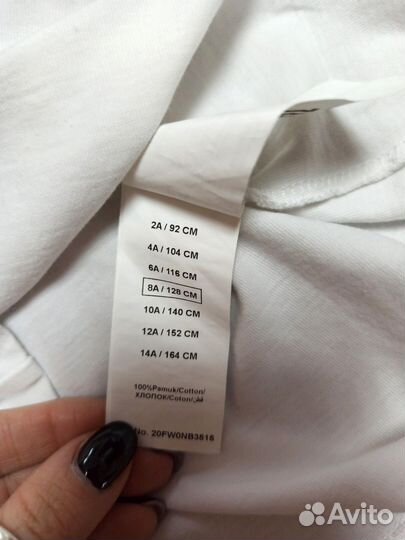 2A / 92 CM
4A / 104 CM
6A / 116 CM
8A / 128 CM
10A / 140 CM
12A / 152 CM
14A / 164 CM
100%Pamuk/Cotton/
ХЛОПОК/Coton/قطن
No. 20FW0NB3515
Avito